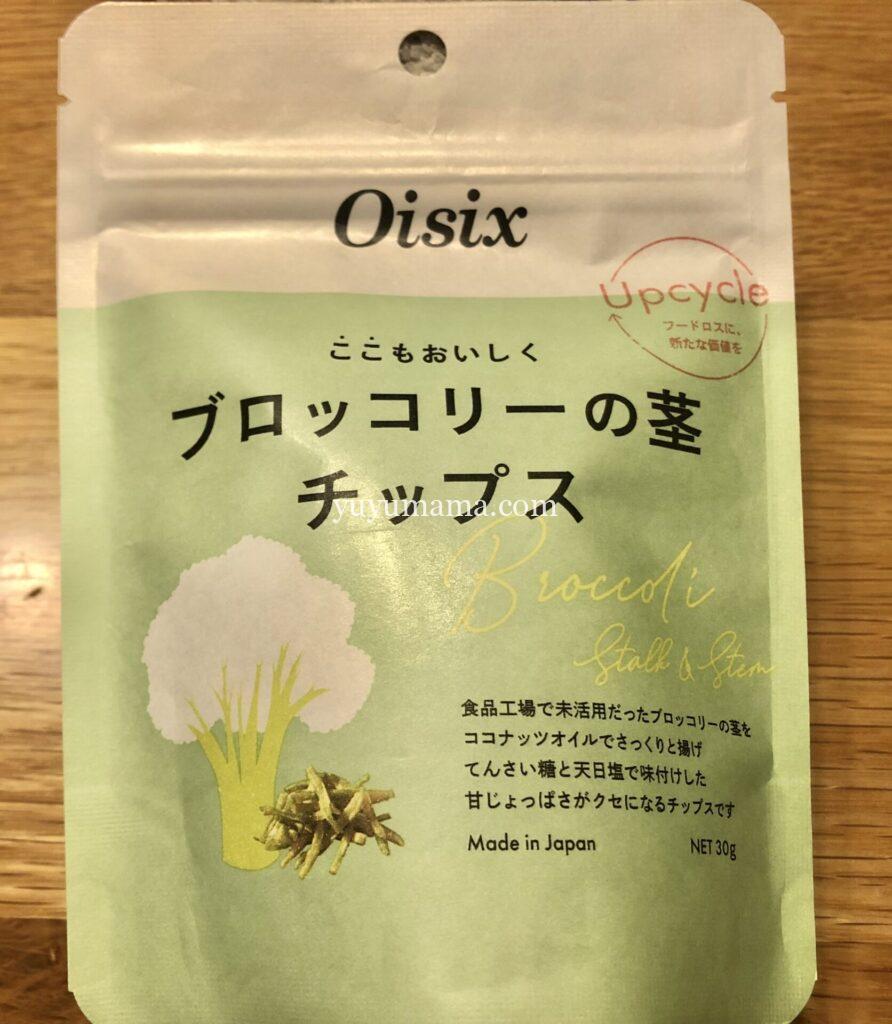 Oisix
Upcycle
フードロスに、
新たな価値を
ここもおいしく
ブロッコリーの茎
チップス
yuyumama.com
Broccoli
Stalk & Stem
食品工場で未活用だったブロッコリーの茎を
ココナッツオイルでさっくりと揚げ
てんさい糖と天日塩で味付けした
甘じょっぱさがクセになるチップスです
Made in Japan
NET 30g